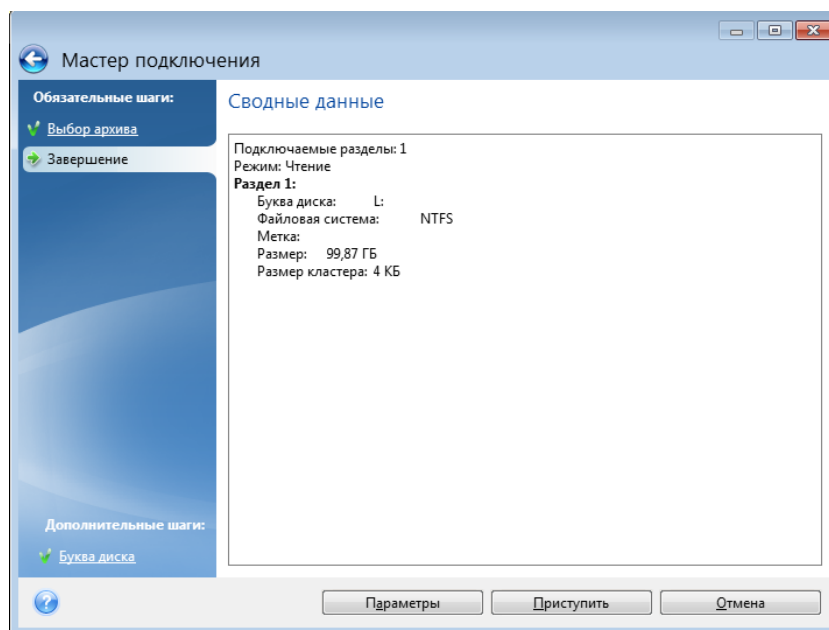 Мастер подключения
Обязательные шаги:
Выбор архива
Завершение
Сводные данные
Подключаемые разделы: 1
Режим: Чтение
Раздел 1:
Буква диска: L:
Файловая система: NTFS
Метка:
Размер: 99,87 ГБ
Размер кластера: 4 КБ
Дополнительные шаги:
Буква диска
Параметры
Приступить
Отмена